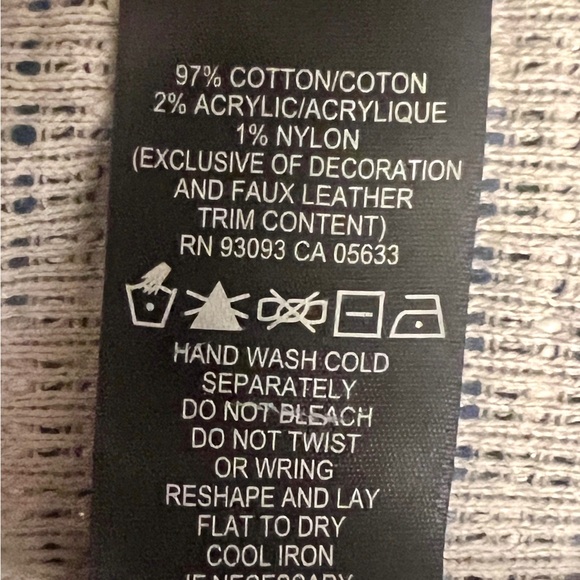 97% COTTON/COTON
2% ACRYLIC/ACRYLIQUE
1% NYLON
(EXCLUSIVE OF DECORATION
AND FAUX LEATHER
TRIM CONTENT)
RN 93093 CA 05633
HAND WASH COLD
SEPARATELY
DO NOT BLEACH
DO NOT TWIST
OR WRING
RESHAPE AND LAY
FLAT TO DRY
COOL IRON
IF NECESSARY